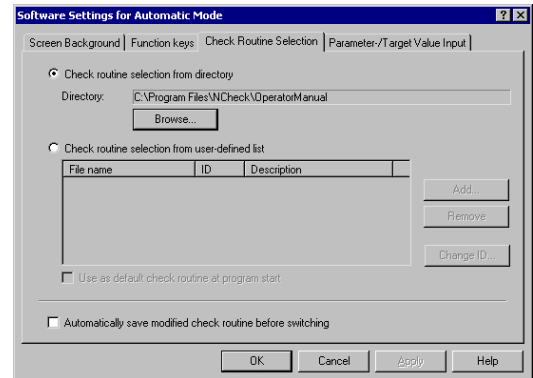 Software Settings for Automatic Mode
Screen Background Function keys Check Routine Selection Parameter-/Target Value Input
Check routine selection from directory
Directory: C:\Program Files\NCheck\OperatorManual
Browse...
Check routine selection from user-defined list
File name ID Description
Add...
Remove
Change ID...
Use as default check routine at program start
Automatically save modified check routine before switching
OK Cancel Apply Help